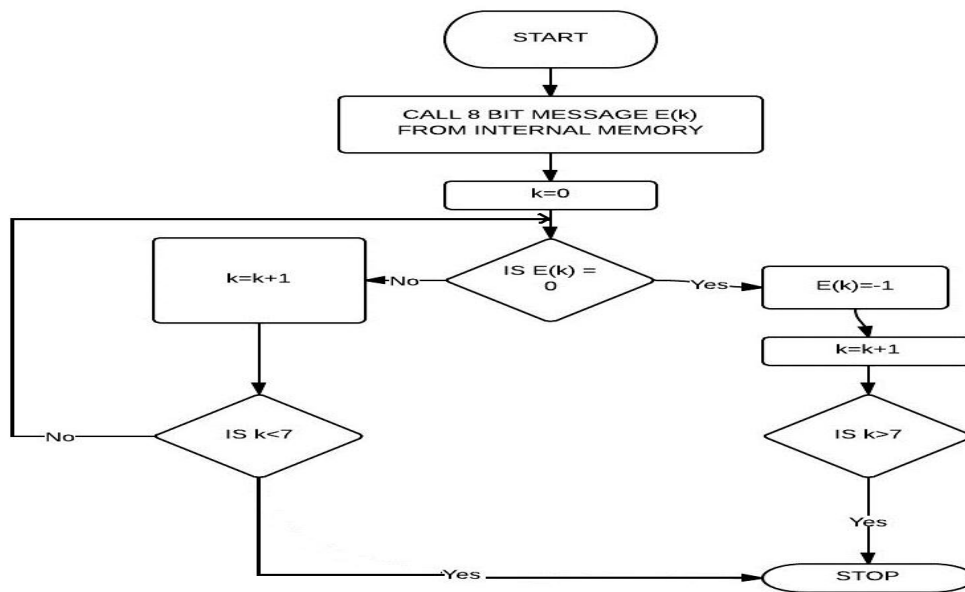 START
CALL 8 BIT MESSAGE E(k)
FROM INTERNAL MEMORY
k=0
IS E(k) =
0
No
k=k+1
Yes
E(k)=-1
k=k+1
IS k<7
No
IS k>7
Yes
Yes
STOP